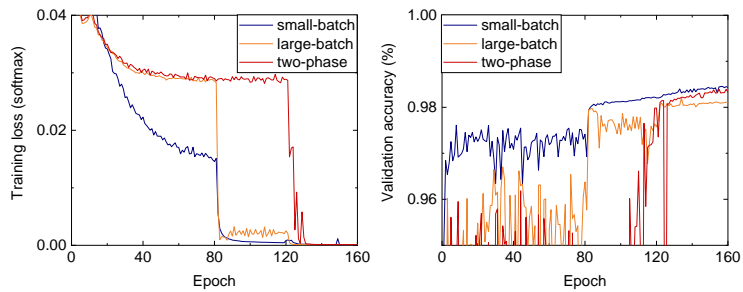 0.04
0.02
0.00
0
40
80
120
160
Training loss (softmax)
Epoch
small-batch
large-batch
two-phase
1.00
0.98
0.96
0
40
80
120
160
Validation accuracy (%)
Epoch
small-batch
large-batch
two-phase